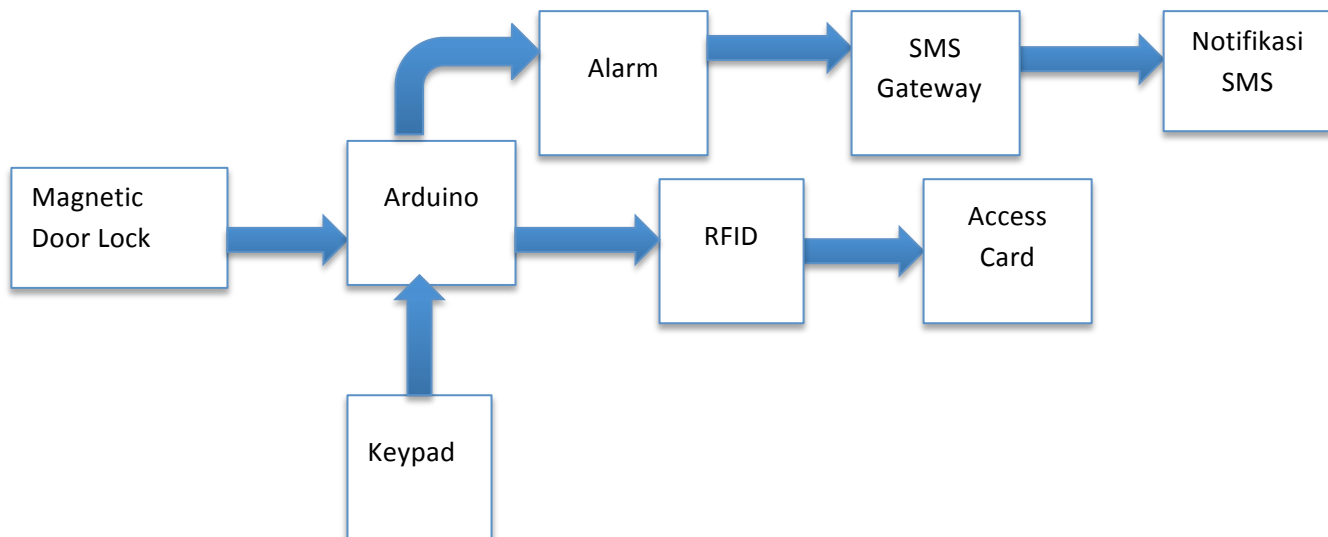 Alarm
SMS
Gateway
Notifikasi
SMS
Magnetic
Door Lock
Arduino
RFID
Access
Card
Keypad